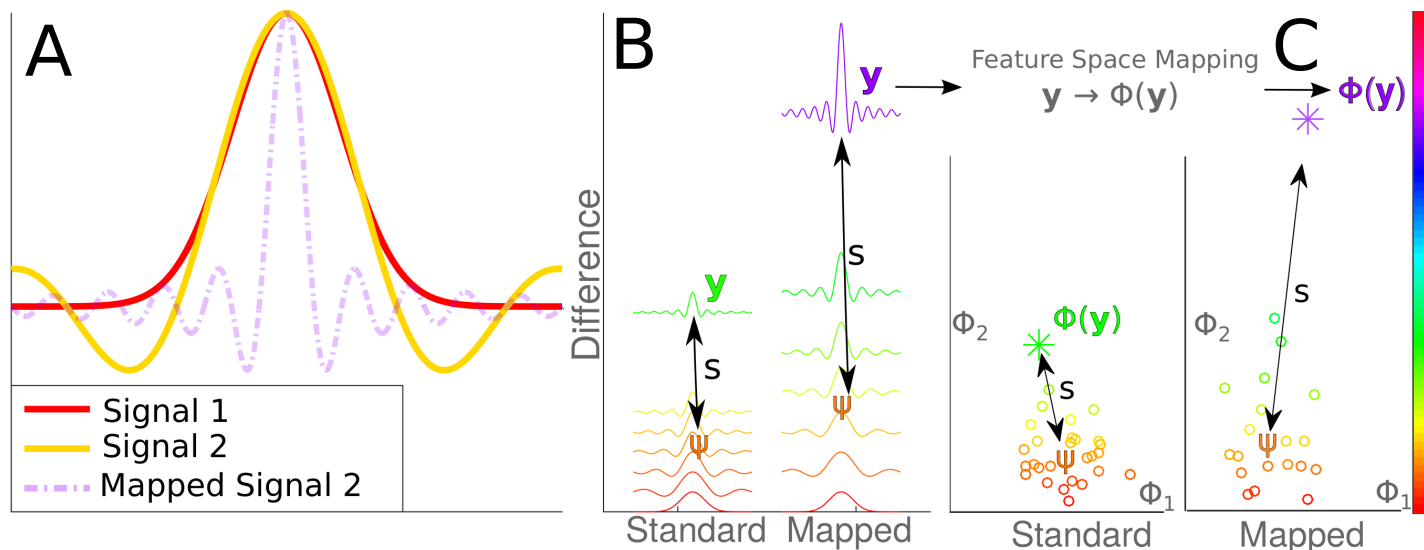 A
Signal 1
Signal 2
Mapped Signal 2
B
Difference
y
s
ψ
Standard
y
s
ψ
Mapped
Feature Space Mapping
y → Φ(y)
C
Φ(y)
Φ2
Φ(y)
s
ψ
Φ1
Standard
Φ2
s
ψ
Φ1
Mapped